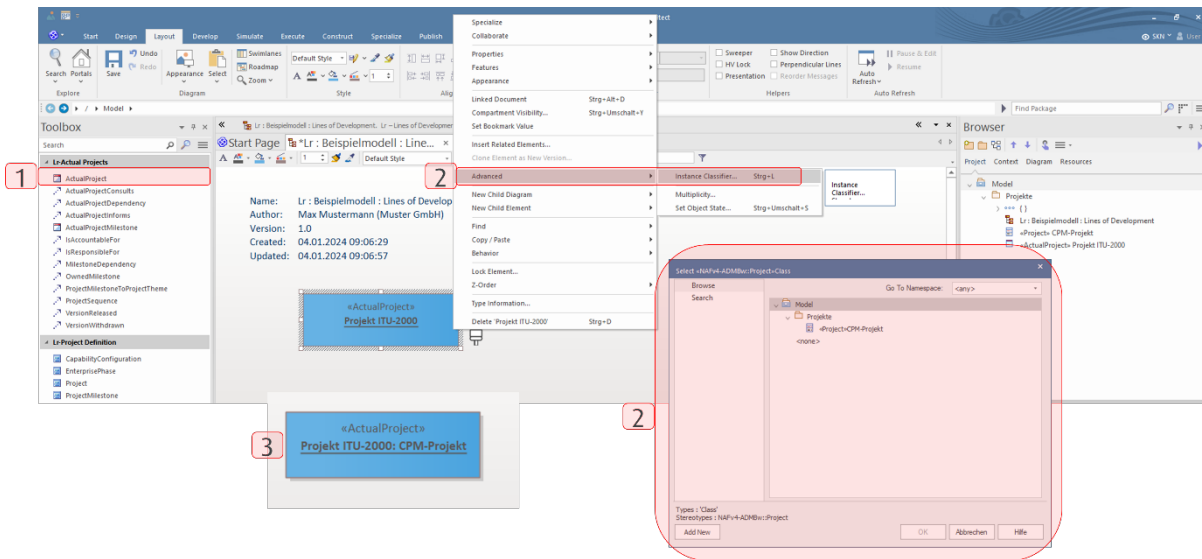 tect
SKN
User
Start Design Layout Develop Simulate Execute Construct Specialize Publish
Search Portals
Explore
Save
Undo
Redo
Appearance
Select
Swimlanes
Roadmap
Zoom
Diagram
Default Style
1
Style
Alig
Sweeper
HV Lock
Presentation
Show Direction
Perpendicular Lines
Reorder Messages
Helpers
Auto
Refresh
Pause & Edit
Resume
Auto Refresh
/ Model
Find Package
Toolbox
Search
Lr-Actual Projects
1
ActualProject
ActualProjectConsults
ActualProjectDependency
ActualProjectInforms
ActualProjectMilestone
IsAccountableFor
IsResponsibleFor
MilestoneDependency
OwnedMilestone
ProjectMilestoneToProjectTheme
ProjectSequence
VersionReleased
VersionWithdrawn
Lr-Project Definition
CapabilityConfiguration
EnterprisePhase
Project
ProjectMilestone
Lr : Beispielmodell : Lines of Development. Lr – Lines of Developmer
Start Page
*Lr : Beispielmodell : Line... ×
1
Default Style
Name: Lr : Beispielmodell : Lines of Develop
Author: Max Mustermann (Muster GmbH)
Version: 1.0
Created: 04.01.2024 09:06:29
Updated: 04.01.2024 09:06:57
«ActualProject»
Projekt ITU-2000
Specialize
Collaborate
Properties
Features
Appearance
Linked Document Strg+Alt+D
Compartment Visibility... Strg+Umschalt+Y
Set Bookmark Value
Insert Related Elements...
Clone Element as New Version...
2
Advanced
New Child Diagram
New Child Element
Find
Copy / Paste
Behavior
Lock Element...
Z-Order
Type Information...
Delete 'Projekt ITU-2000' Strg+D
Instance Classifier... Strg+L
Multiplicity...
Set Object State... Strg+Umschalt+S
Instance
Classifier...
Browser
Project Context Diagram Resources
Model
Projekte
Lr : Beispielmodell : Lines of Development
«Project» CPM-Projekt
«ActualProject» Projekt ITU-2000
2
Select «NAFv4-ADMBw::Project»Class
Browse
Search
Go To Namespace: <any>
Model
Projekte
«Project»CPM-Projekt
<none>
Types : 'Class'
Stereotypes : NAFv4-ADMBw::Project
Add New
OK
Abbrechen
Hilfe
3
«ActualProject»
Projekt ITU-2000: CPM-Projekt